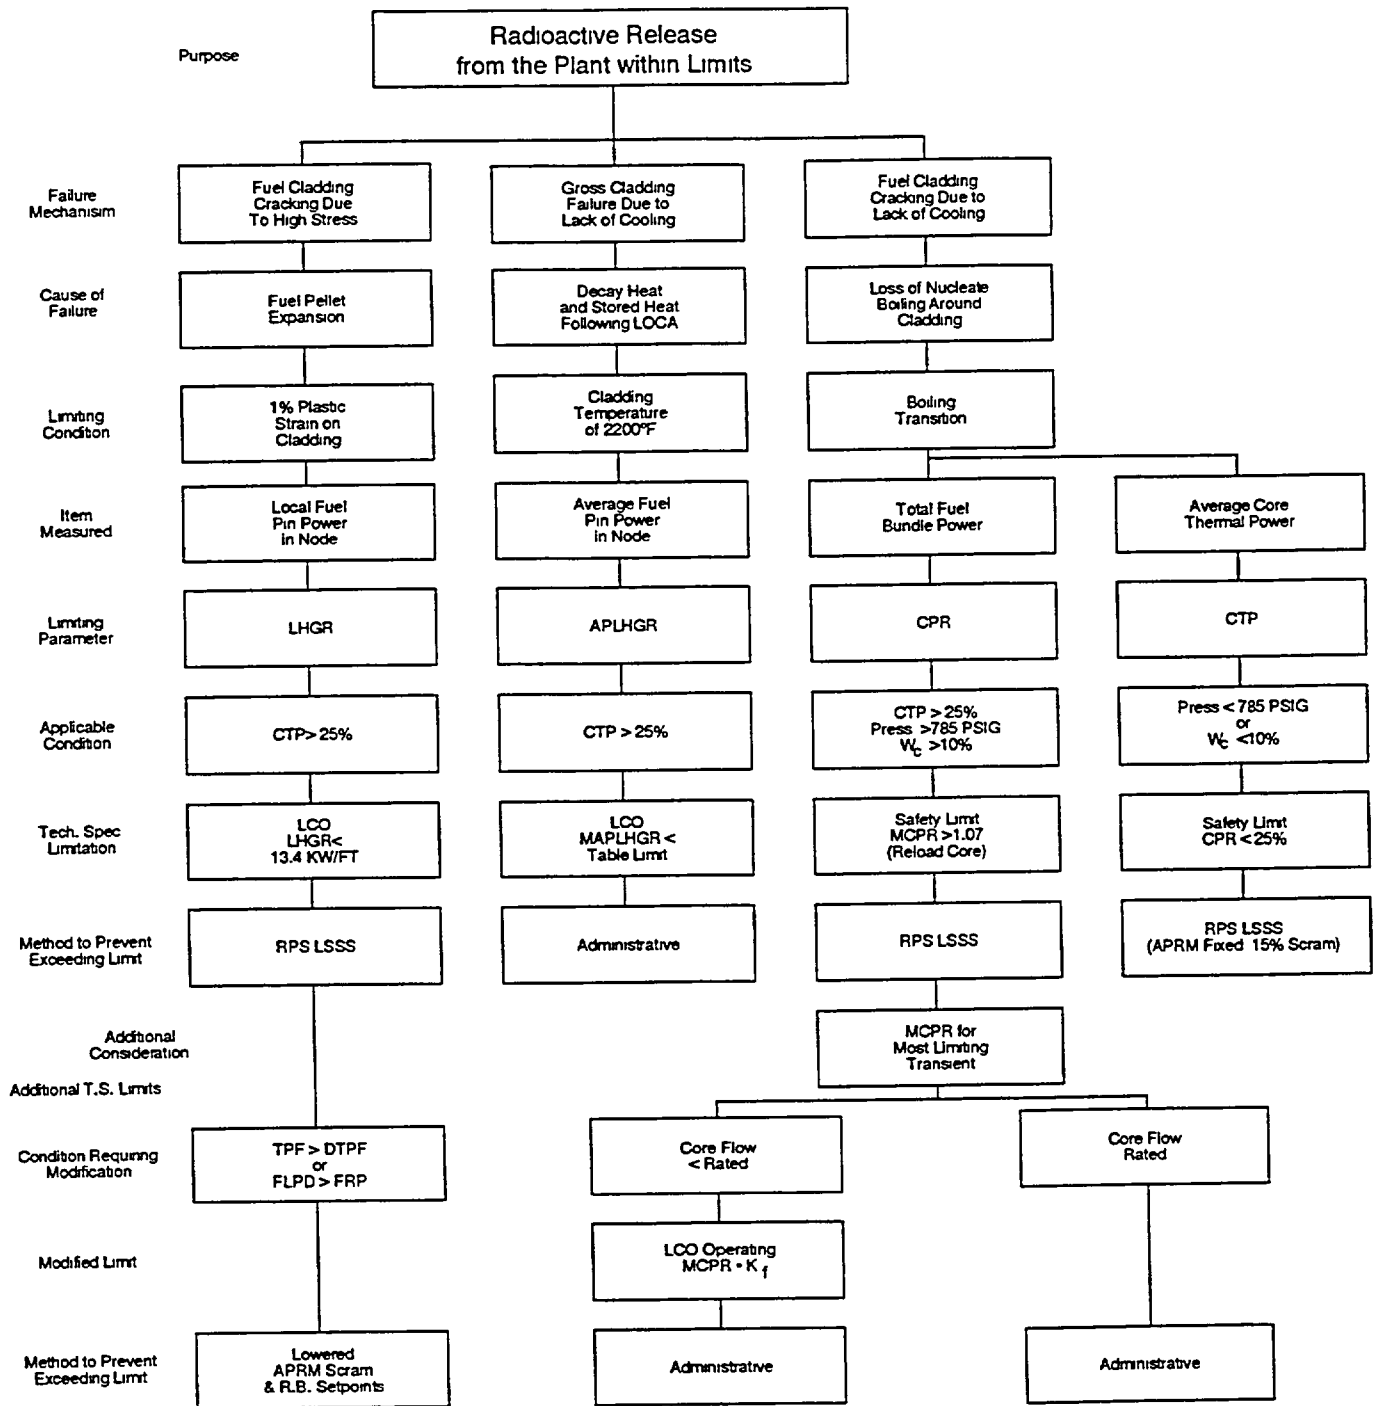 Purpose
Radioactive Release
from the Plant within Limits
Failure
Mechanism
Fuel Cladding
Cracking Due
To High Stress
Gross Cladding
Failure Due to
Lack of Cooling
Fuel Cladding
Cracking Due to
Lack of Cooling
Cause of
Failure
Fuel Pellet
Expansion
Decay Heat
and Stored Heat
Following LOCA
Loss of Nucleate
Boiling Around
Cladding
Limiting
Condition
1% Plastic
Strain on
Cladding
Cladding
Temperature
of 2200°F
Boiling
Transition
Item
Measured
Local Fuel
Pin Power
in Node
Average Fuel
Pin Power
in Node
Total Fuel
Bundle Power
Average Core
Thermal Power
Limiting
Parameter
LHGR
APLHGR
CPR
CTP
Applicable
Condition
CTP> 25%
CTP > 25%
CTP > 25%
Press >785 PSIG
Wc >10%
Press < 785 PSIG
or
Wc <10%
Tech. Spec
Limitation
LCO
LHGR<
13.4 KW/FT
LCO
MAPLHGR <
Table Limit
Safety Limit
MCPR >1.07
(Reload Core)
Safety Limit
CPR < 25%
Method to Prevent
Exceeding Limit
RPS LSSS
Administrative
RPS LSSS
RPS LSSS
(APRM Fixed 15% Scram)
Additional
Consideration
MCPR for
Most Limiting
Transient
Additional T.S. Limits
Condition Requiring
Modification
TPF > DTPF
or
FLPD > FRP
Core Flow
< Rated
Core Flow
Rated
Modified Limit
LCO Operating
MCPR • Kf
Method to Prevent
Exceeding Limit
Lowered
APRM Scram
& R.B. Setpoints
Administrative
Administrative